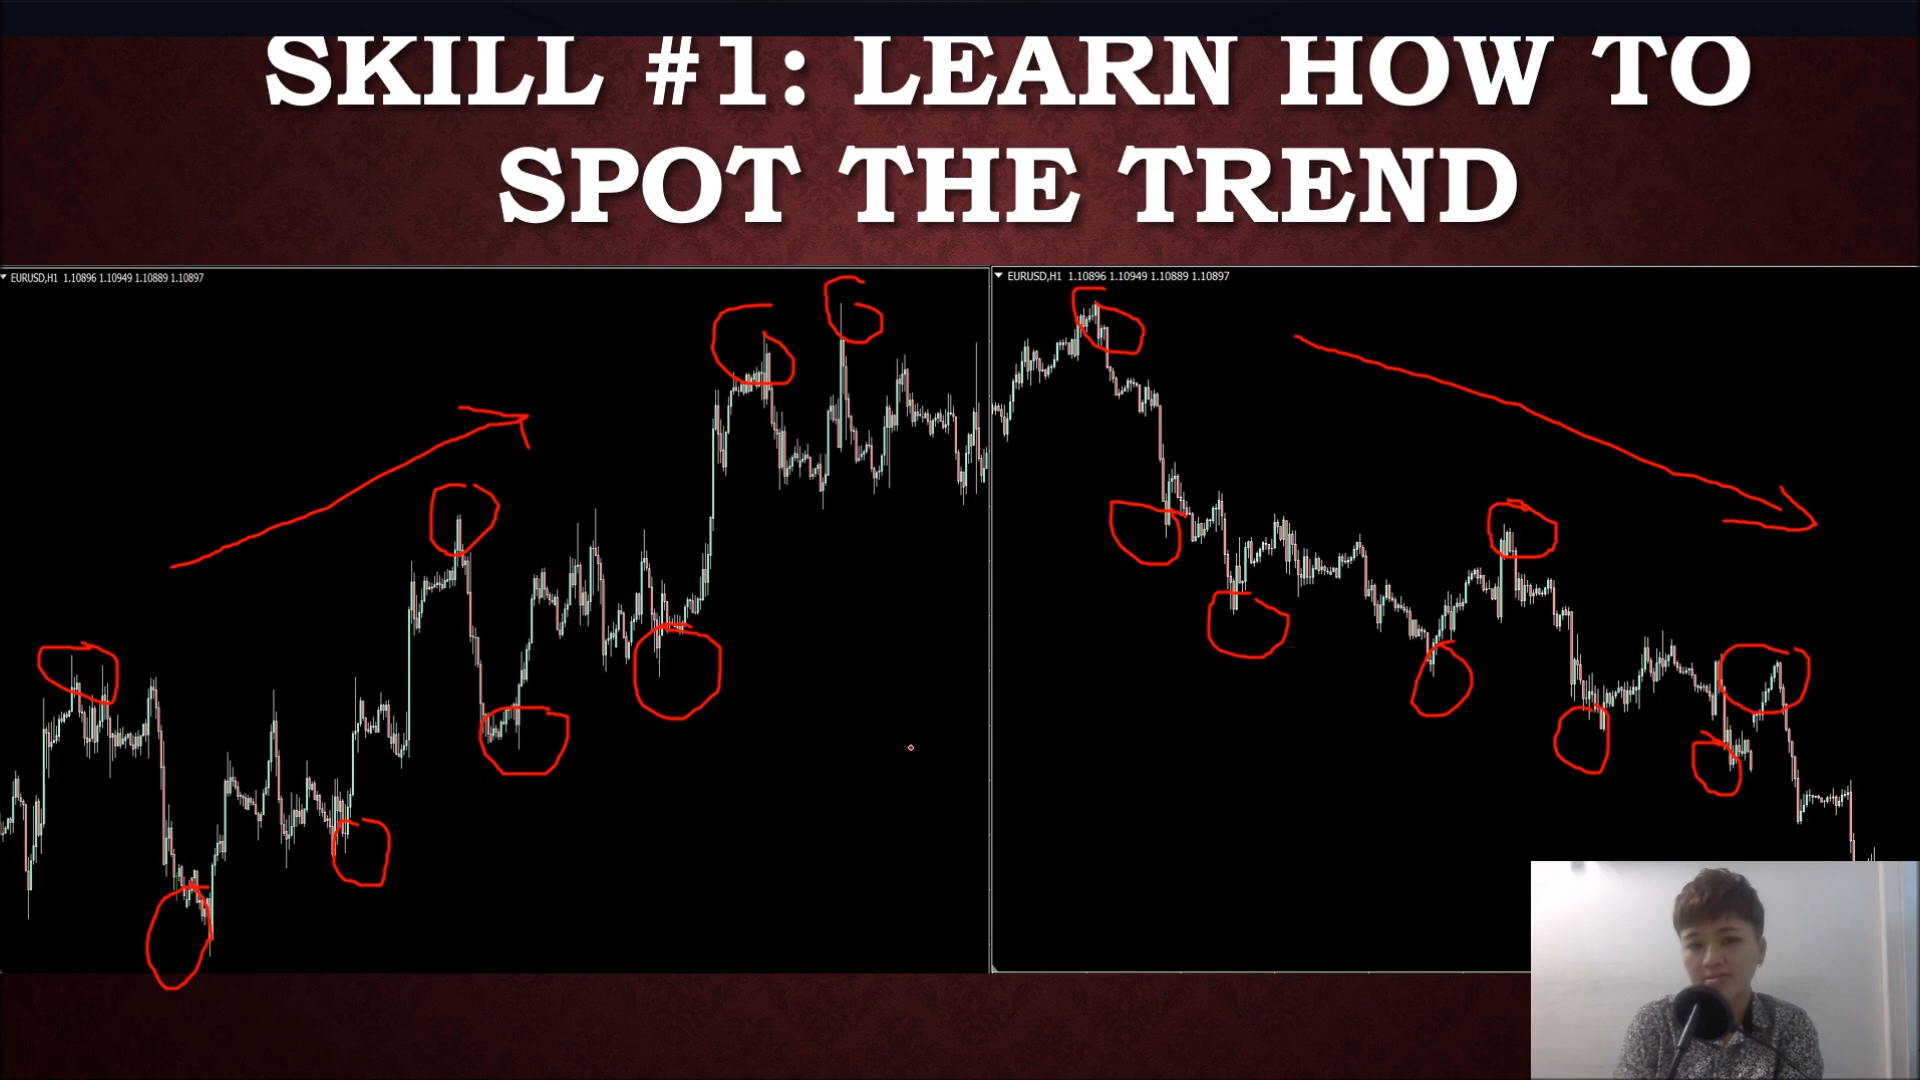 SKILL #1: LEARN HOW TO
SPOT THE TREND
EURUSD,H1 1.10896 1.10949 1.10889 1.10897
EURUSD,H1 1.10896 1.10949 1.10889 1.10897